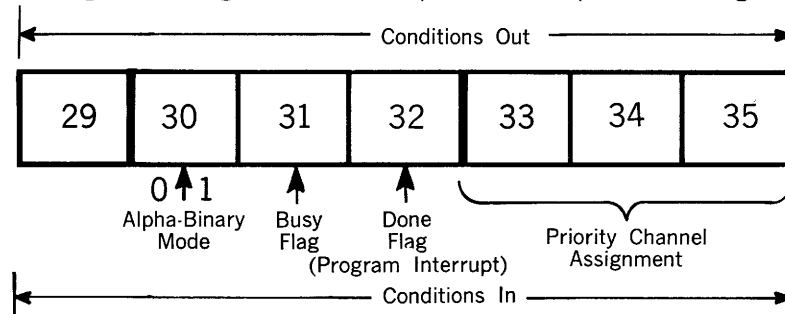 Conditions Out
29 30 31 32 33 34 35
0 1
Alpha-Binary Mode
Busy Flag
Done Flag
(Program Interrupt)
Priority Channel Assignment
Conditions In